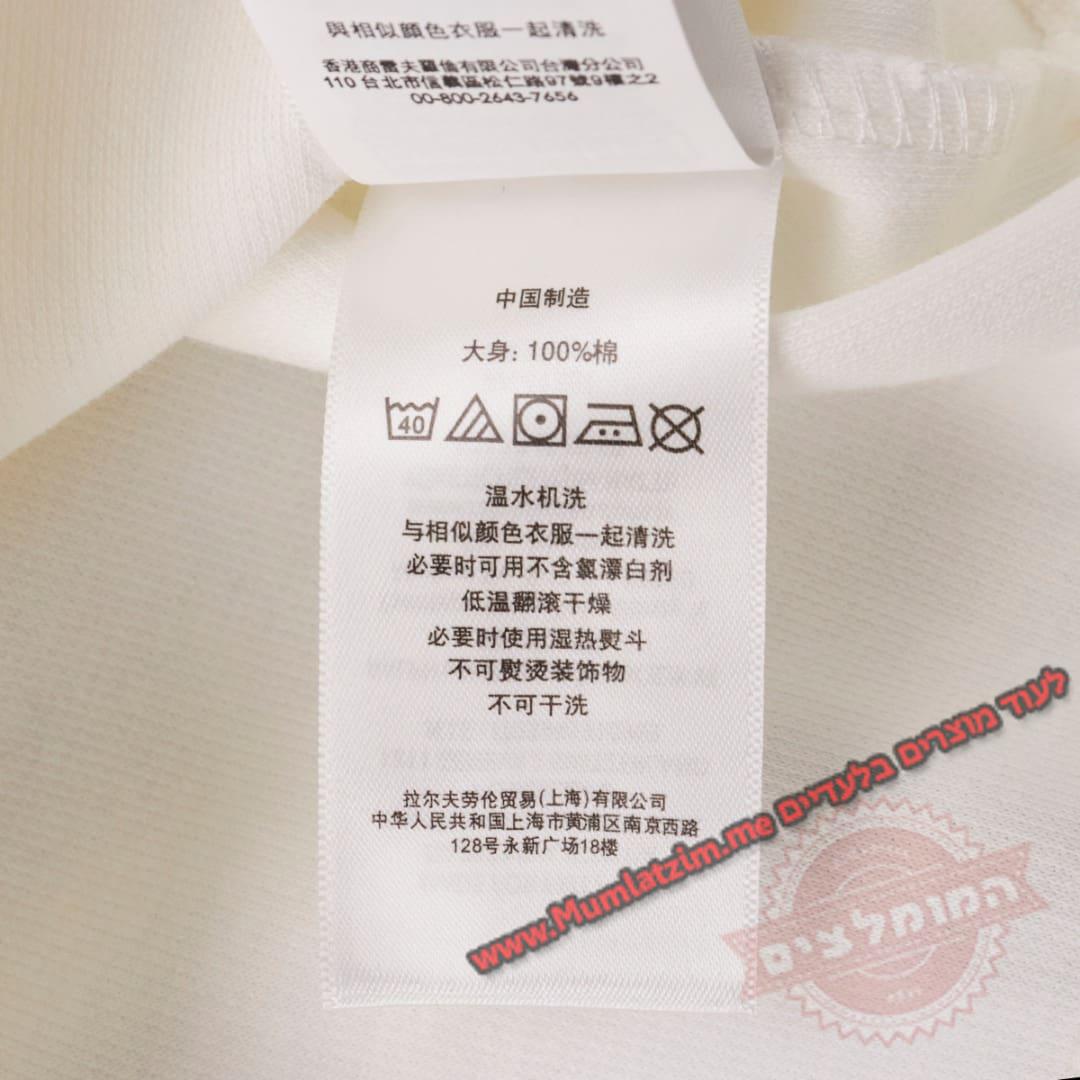 與相似顏色衣服一起清洗
香港商雷夫羅倫有限公司台灣分公司
110 台北市信義區松仁路97號9樓之2
00-800-2643-7656
中国制造
大身: 100%棉
40
温水机洗
与相似颜色衣服一起清洗
必要时可用不含氯漂白剂
低温翻滚干燥
必要时使用湿热熨斗
不可熨烫装饰物
不可干洗
拉尔夫劳伦贸易(上海)有限公司
中华人民共和国上海市黄浦区南京西路
128号永新广场18楼
לעוד מוצרים בלעדיים www.Mumlatzim.me
המומלצים